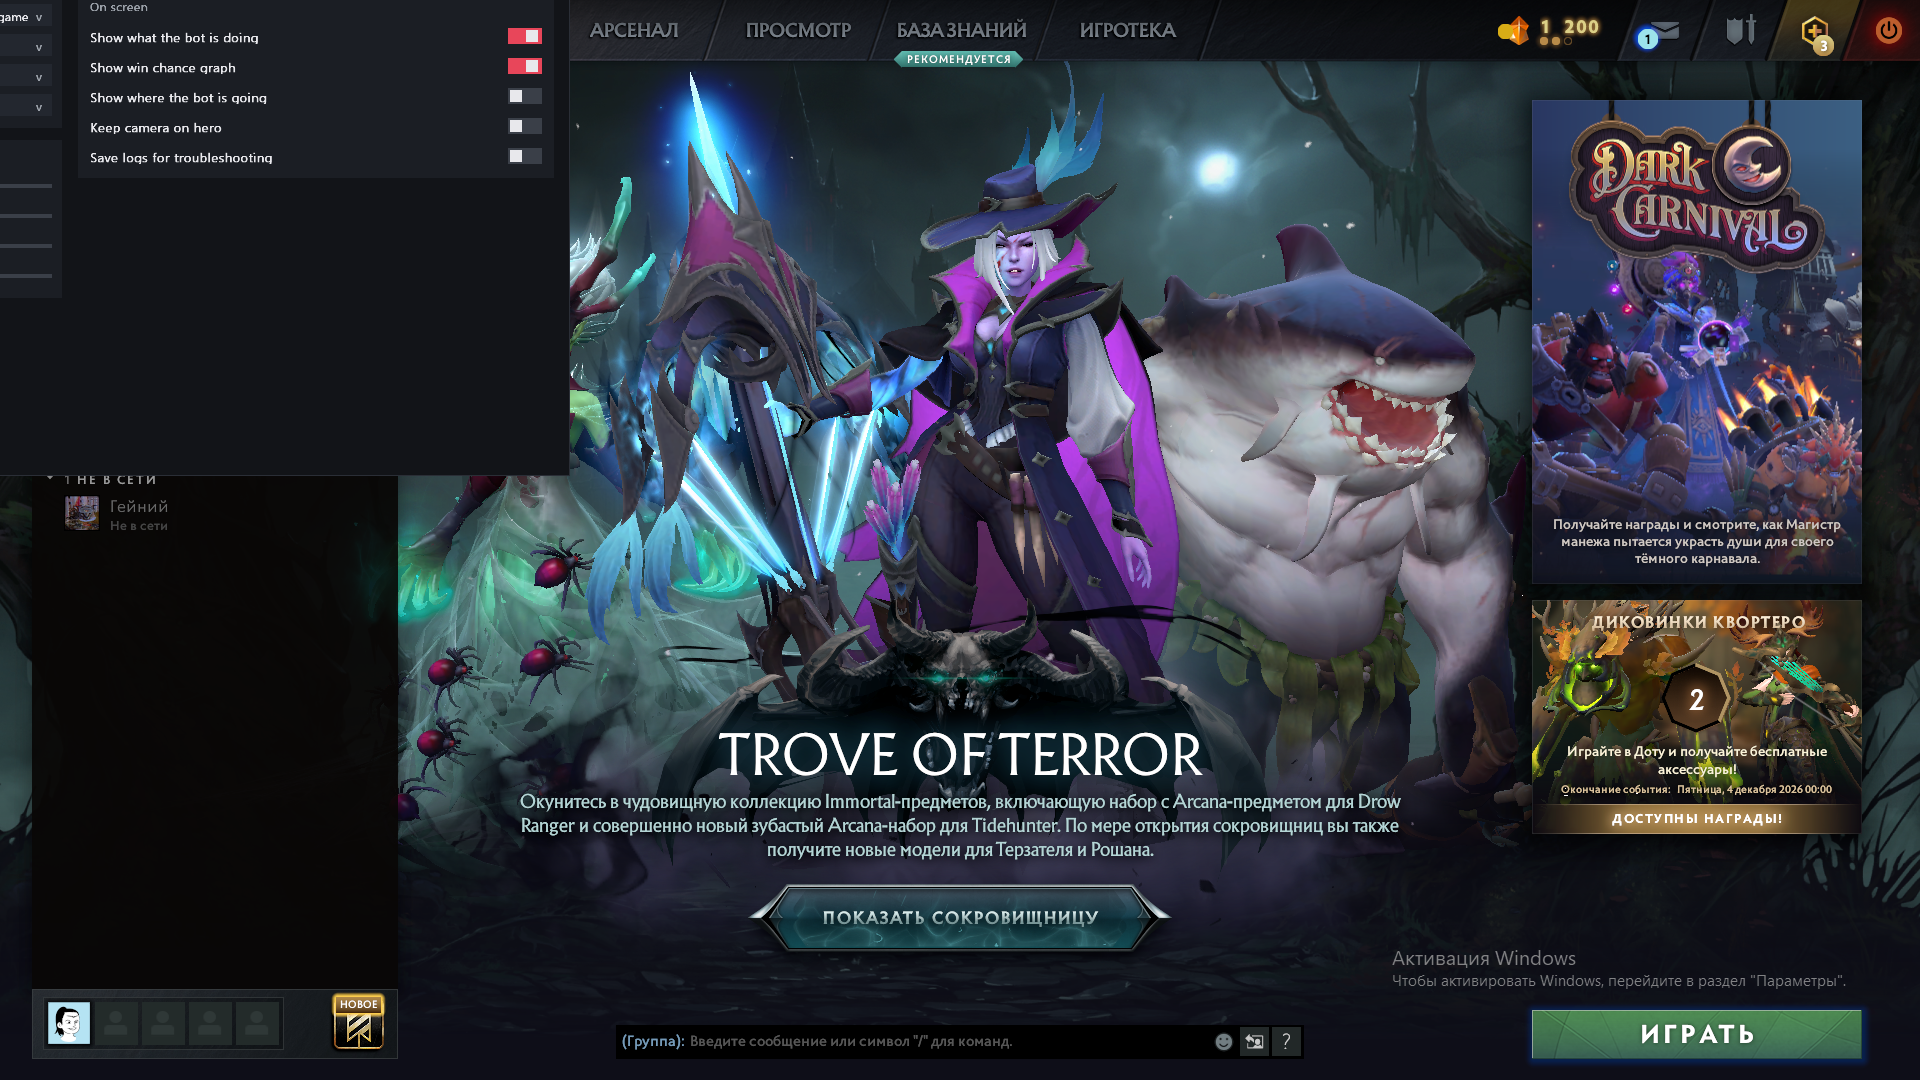 game v
v
v
v
On screen
Show what the bot is doing
Show win chance graph
Show where the bot is going
Keep camera on hero
Save logs for troubleshooting
АРСЕНАЛ
ПРОСМОТР
БАЗА ЗНАНИЙ
РЕКОМЕНДУЕТСЯ
ИГРОТЕКА
1 200
1
3
DARK CARNIVAL
Получайте награды и смотрите, как Магистр
манежа пытается украсть души для своего
тёмного карнавала.
ДИКОВИНКИ КВОРТЕРО
2
Играйте в Доту и получайте бесплатные
аксессуары!
Окончание события: Пятница, 4 декабря 2026 00:00
ДОСТУПНЫ НАГРАДЫ!
1 НЕ В СЕТИ
Гейний
Не в сети
TROVE OF TERROR
Окунитесь в чудовищную коллекцию Immortal-предметов, включающую набор с Arcana-предметом для Drow
Ranger и совершенно новый зубастый Arcana-набор для Tidehunter. По мере открытия сокровищниц вы также
получите новые модели для Терзателя и Рошана.
ПОКАЗАТЬ СОКРОВИЩНИЦУ
Активация Windows
Чтобы активировать Windows, перейдите в раздел "Параметры".
НОВОЕ
(Группа): Введите сообщение или символ "/" для команд.
?
ИГРАТЬ